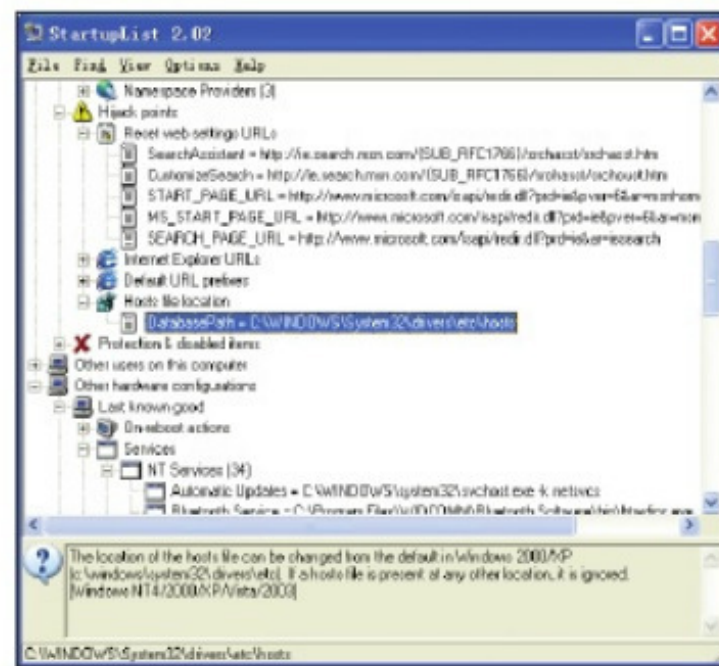 StartupList 2.02
File Find View Options Help
Namespace Providers (3)
Hijack points
Reset web settings URLs
SearchAssistant = http://ie.search.msn.com/{SUB_RFC1766}/srchasst/srchasst.htm
CustomizeSearch = http://ie.search.msn.com/{SUB_RFC1766}/srchasst/srchcust.htm
START_PAGE_URL = http://www.microsoft.com/isapi/redir.dll?prd=ie&pver=6&ar=msnhome
MS_START_PAGE_URL = http://www.microsoft.com/isapi/redir.dll?prd=ie&pver=6&ar=msn
SEARCH_PAGE_URL = http://www.microsoft.com/isapi/redir.dll?prd=ie&ar=iesearch
Internet Explorer URLs
Default URL prefixes
Hosts file location
DatabasePath = C:\WINDOWS\System32\drivers\etc\hosts
Protection & disabled items
Other users on this computer
Other hardware configurations
Last known good
On-reboot actions
Services
NT Services (34)
Automatic Updates = C:\WINDOWS\system32\svchost.exe -k netsvcs
Bluetooth Service = C:\Program Files\WIDCOMM\Bluetooth Software\bin\btwdins.exe
The location of the hosts file can be changed from the default in Windows 2000/XP
(c:\windows\system32\drivers\etc). If a hosts file is present at any other location, it is ignored.
[Windows NT4/2000/XP/Vista/2003]
C:\WINDOWS\System32\drivers\etc\hosts